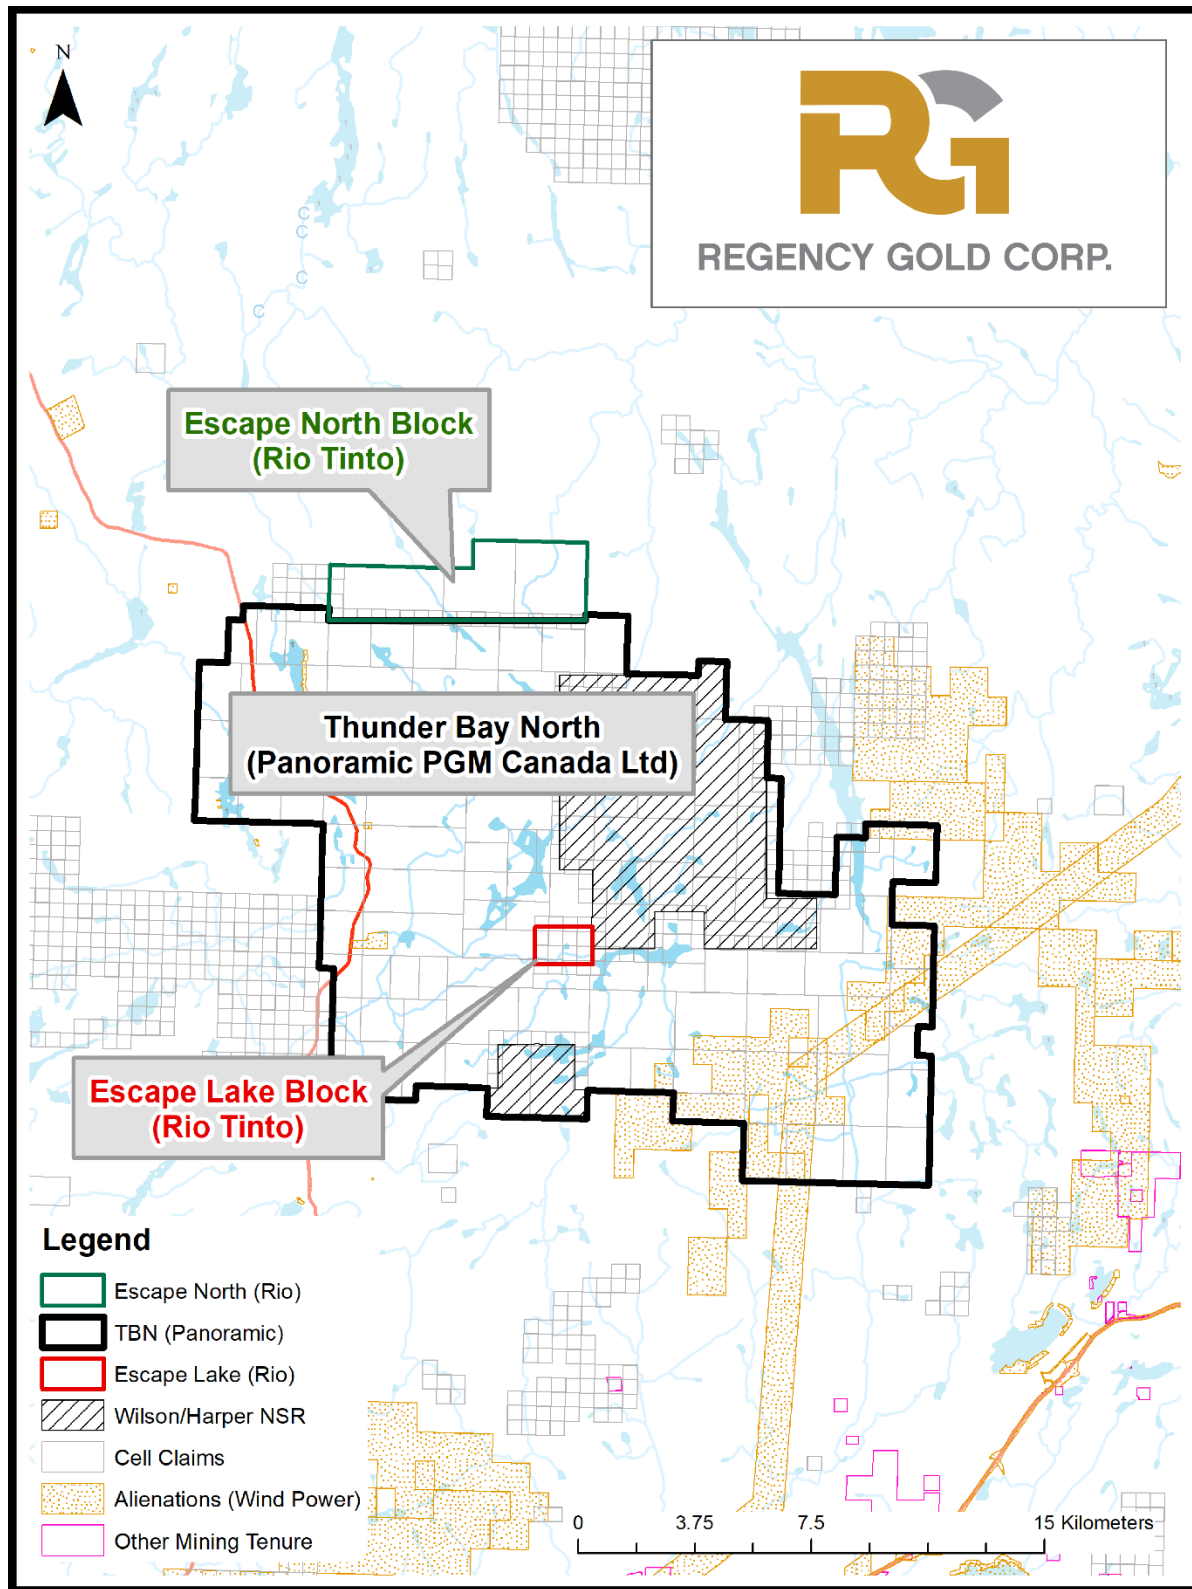 N
RG
REGENCY GOLD CORP.
Escape North Block
(Rio Tinto)
Thunder Bay North
(Panoramic PGM Canada Ltd)
Escape Lake Block
(Rio Tinto)
Legend
Escape North (Rio)
TBN (Panoramic)
Escape Lake (Rio)
Wilson/Harper NSR
Cell Claims
Alienations (Wind Power)
Other Mining Tenure
0 3.75 7.5 15 Kilometers